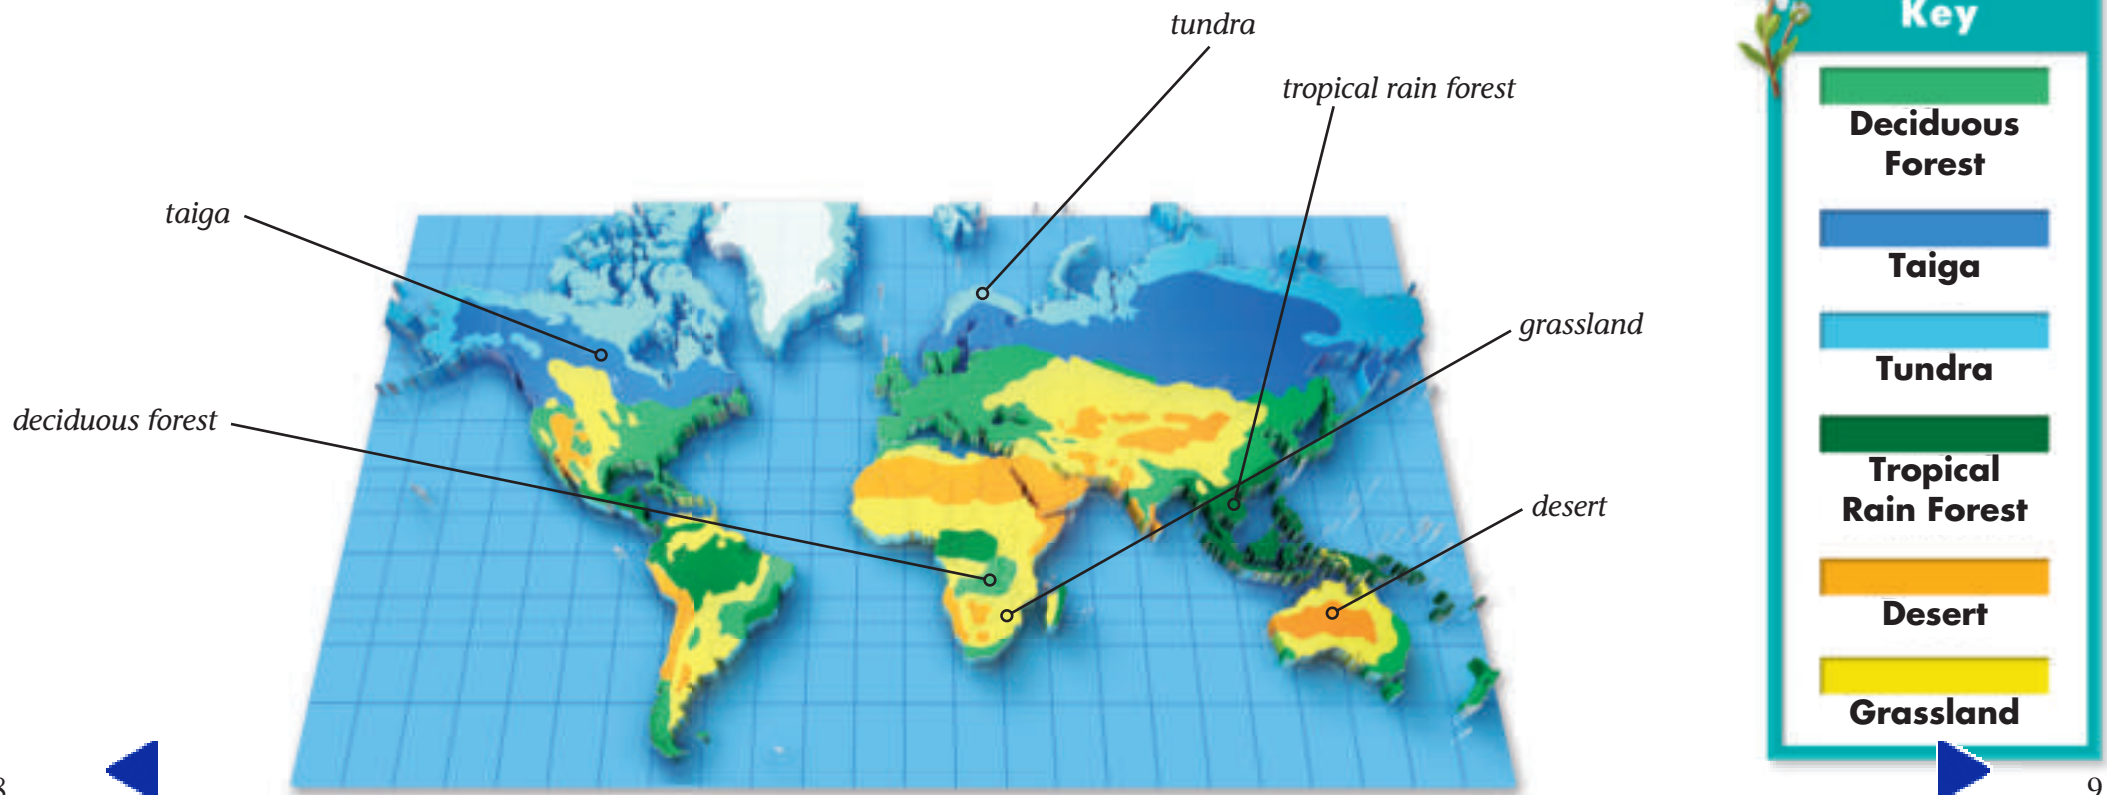 tundra
tropical rain forest
taiga
grassland
deciduous forest
desert
Key
Deciduous
Forest
Taiga
Tundra
Tropical
Rain Forest
Desert
Grassland
8
9